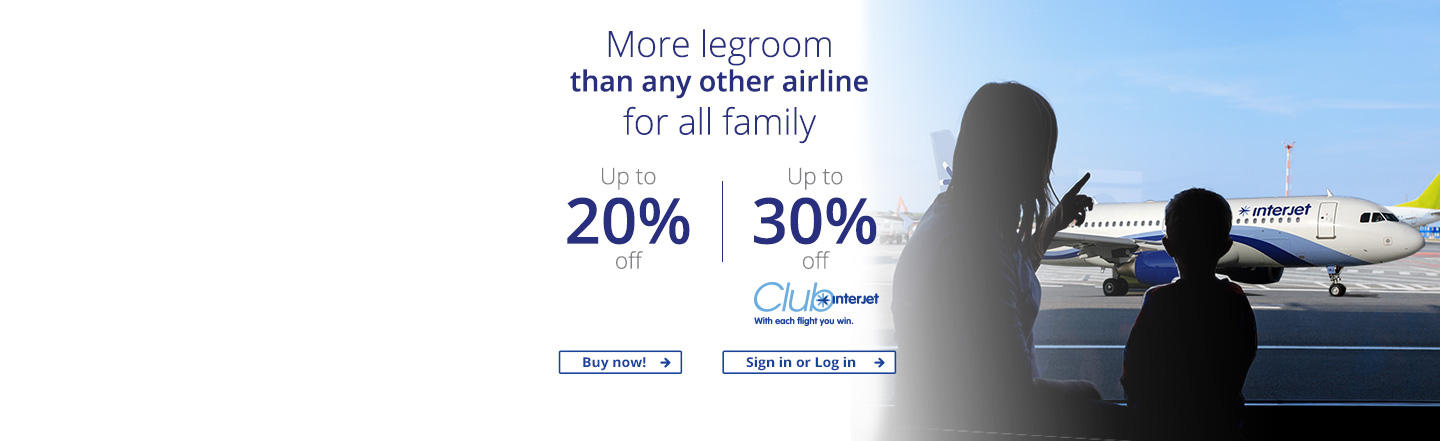 More legroom
than any other airline
for all family
Up to
20%
off
Up to
30%
off
Club interjet
With each flight you win.
Buy now! →
Sign in or Log in →
interjet